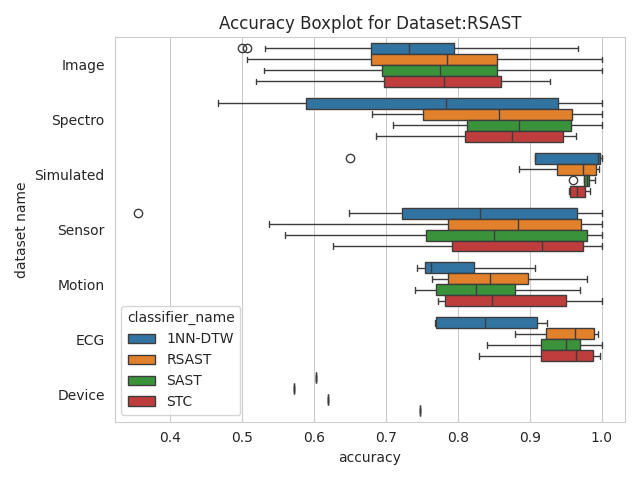 Accuracy Boxplot for Dataset:RSAST
dataset name
Image
Spectro
Simulated
Sensor
Motion
ECG
Device
classifier_name
1NN-DTW
RSAST
SAST
STC
0.4 0.5 0.6 0.7 0.8 0.9 1.0
accuracy